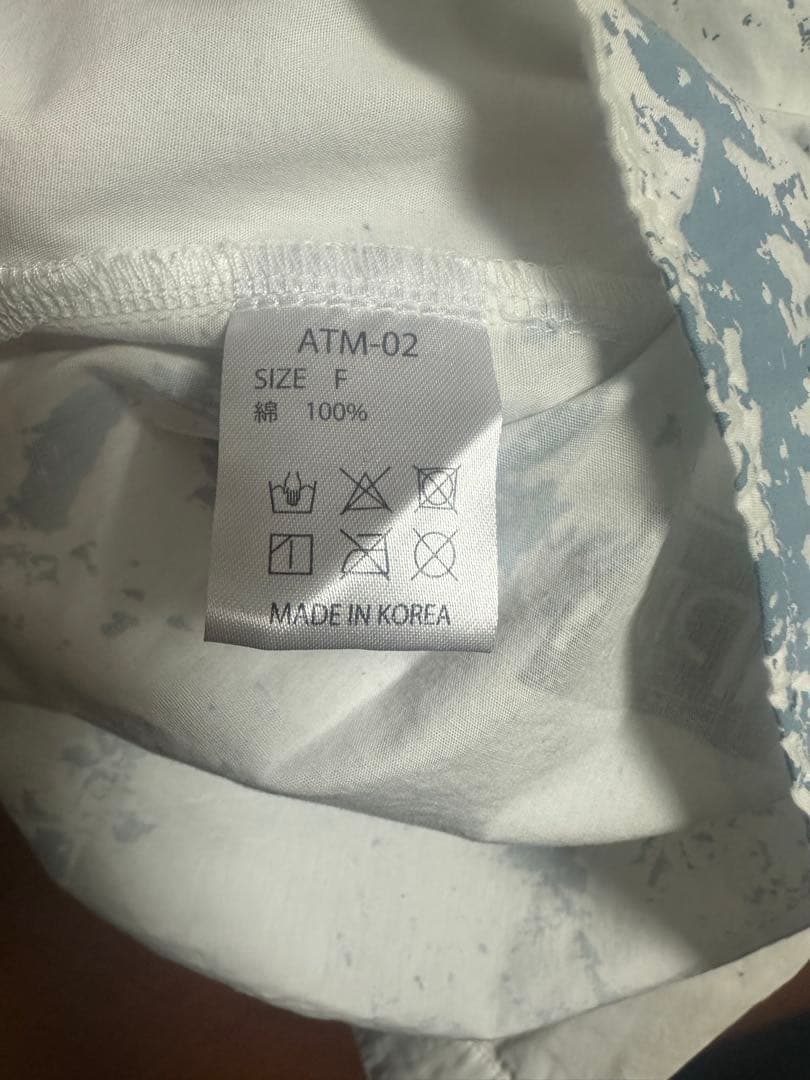 ATM-02
SIZE F
綿 100%
MADE IN KOREA